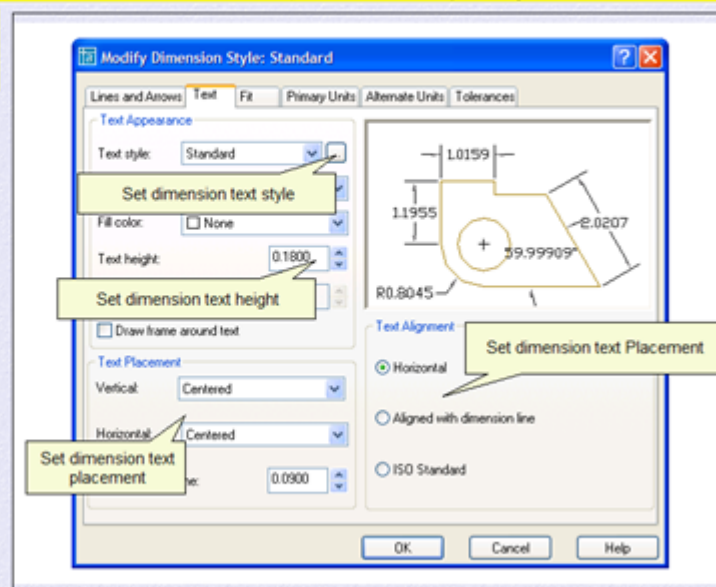 Modify Dimension Style: Standard
Lines and Arrows Text Fit Primary Units Alternate Units Tolerances
Text Appearance
Text style: Standard ...
Set dimension text style
Fill color: None
Text height: 0.1800
Set dimension text height
Draw frame around text
Text Placement
Vertical: Centered
Horizontal: Centered
Set dimension text
placement
0.0900
1.0159
1.1955
2.0207
59.99909°
R0.8045
Text Alignment
Set dimension text Placement
Horizontal
Aligned with dimension line
ISO Standard
OK Cancel Help